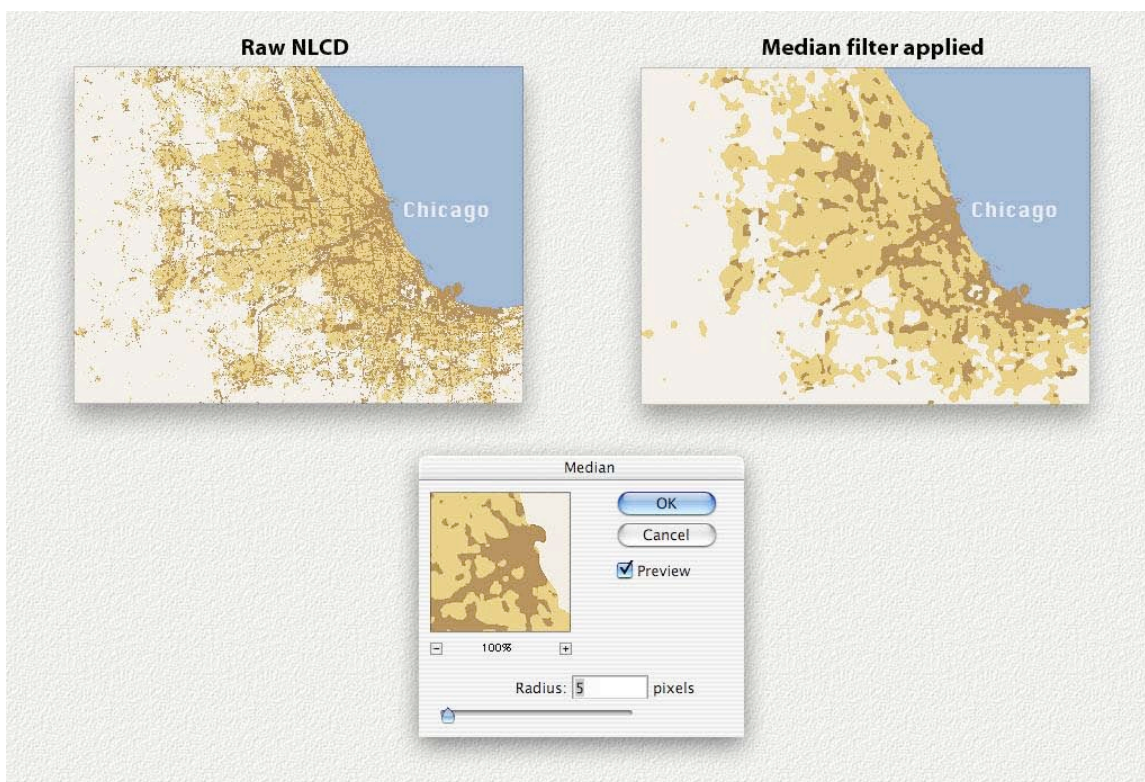 Raw NLCD
Median filter applied
Chicago
Chicago
Median
OK
Cancel
Preview
100%
Radius: 5 pixels